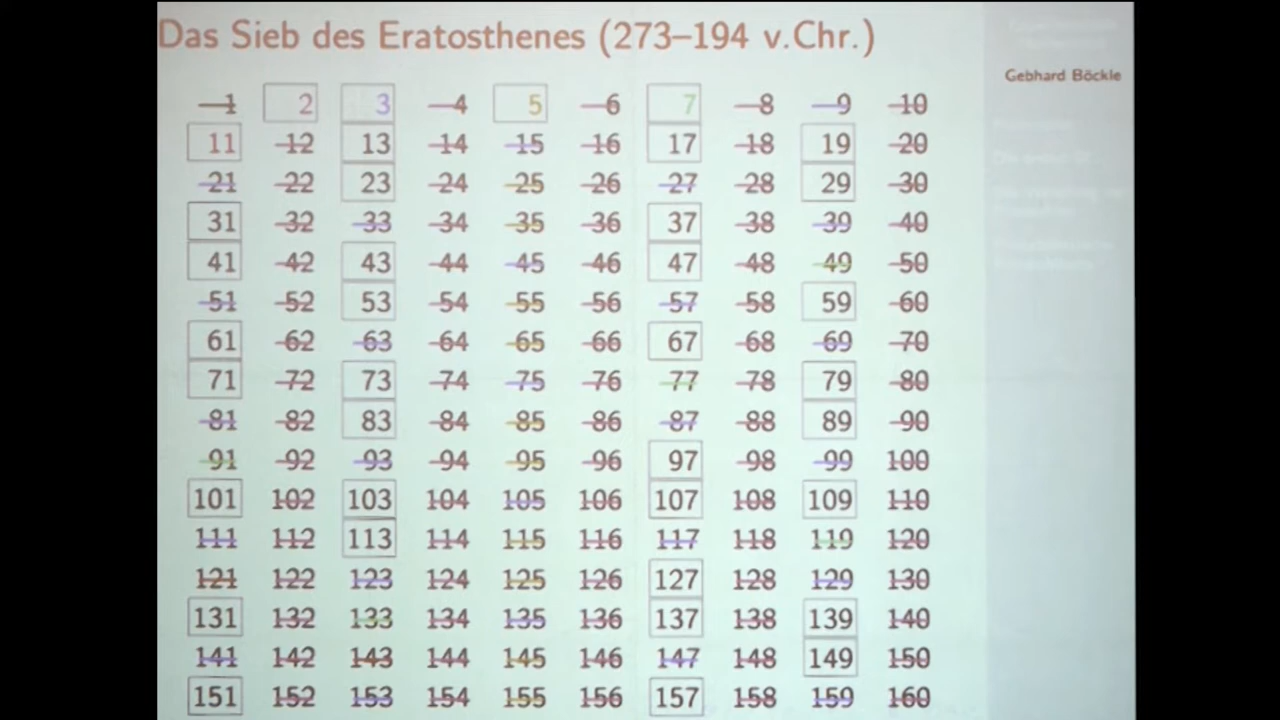 Das Sieb des Eratosthenes (273–194 v.Chr.)
Gebhard Böckle
1 2 3 4 5 6 7 8 9 10
11 12 13 14 15 16 17 18 19 20
21 22 23 24 25 26 27 28 29 30
31 32 33 34 35 36 37 38 39 40
41 42 43 44 45 46 47 48 49 50
51 52 53 54 55 56 57 58 59 60
61 62 63 64 65 66 67 68 69 70
71 72 73 74 75 76 77 78 79 80
81 82 83 84 85 86 87 88 89 90
91 92 93 94 95 96 97 98 99 100
101 102 103 104 105 106 107 108 109 110
111 112 113 114 115 116 117 118 119 120
121 122 123 124 125 126 127 128 129 130
131 132 133 134 135 136 137 138 139 140
141 142 143 144 145 146 147 148 149 150
151 152 153 154 155 156 157 158 159 160